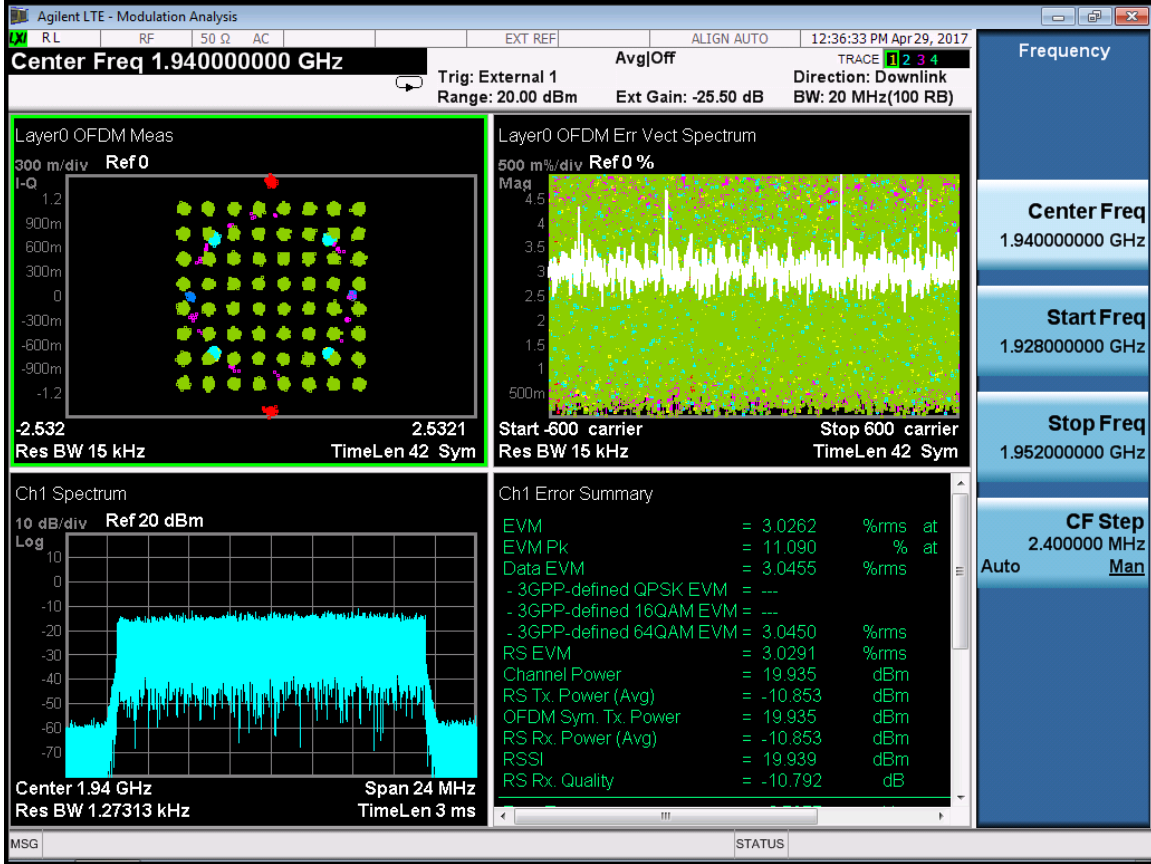 Agilent LTE - Modulation Analysis
LXI RL RF 50 Ω AC EXT REF ALIGN AUTO 12:36:33 PM Apr 29, 2017
Center Freq 1.940000000 GHz
Avg|Off
TRACE 1 2 3 4
Trig: External 1
Direction: Downlink
Range: 20.00 dBm Ext Gain: -25.50 dB BW: 20 MHz(100 RB)
Layer0 OFDM Meas
300 m/div Ref 0
I-Q
1.2
900m
600m
300m
0
-300m
-600m
-900m
-1.2
-2.532 2.5321
Res BW 15 kHz TimeLen 42 Sym
Layer0 OFDM Err Vect Spectrum
500 m%/div Ref 0 %
Mag
4.5
4
3.5
3
2.5
2
1.5
1
500m
Start -600 carrier Stop 600 carrier
Res BW 15 kHz TimeLen 42 Sym
Ch1 Spectrum
10 dB/div Ref 20 dBm
Log
10
0
-10
-20
-30
-40
-50
-60
-70
Center 1.94 GHz Span 24 MHz
Res BW 1.27313 kHz TimeLen 3 ms
Ch1 Error Summary
EVM = 3.0262 %rms at
EVM Pk = 11.090 % at
Data EVM = 3.0455 %rms
- 3GPP-defined QPSK EVM = ---
- 3GPP-defined 16QAM EVM = ---
- 3GPP-defined 64QAM EVM = 3.0450 %rms
RS EVM = 3.0291 %rms
Channel Power = 19.935 dBm
RS Tx. Power (Avg) = -10.853 dBm
OFDM Sym. Tx. Power = 19.935 dBm
RS Rx. Power (Avg) = -10.853 dBm
RSSI = 19.939 dBm
RS Rx. Quality = -10.792 dB
Frequency
Center Freq
1.940000000 GHz
Start Freq
1.928000000 GHz
Stop Freq
1.952000000 GHz
CF Step
2.400000 MHz
Auto Man
MSG STATUS